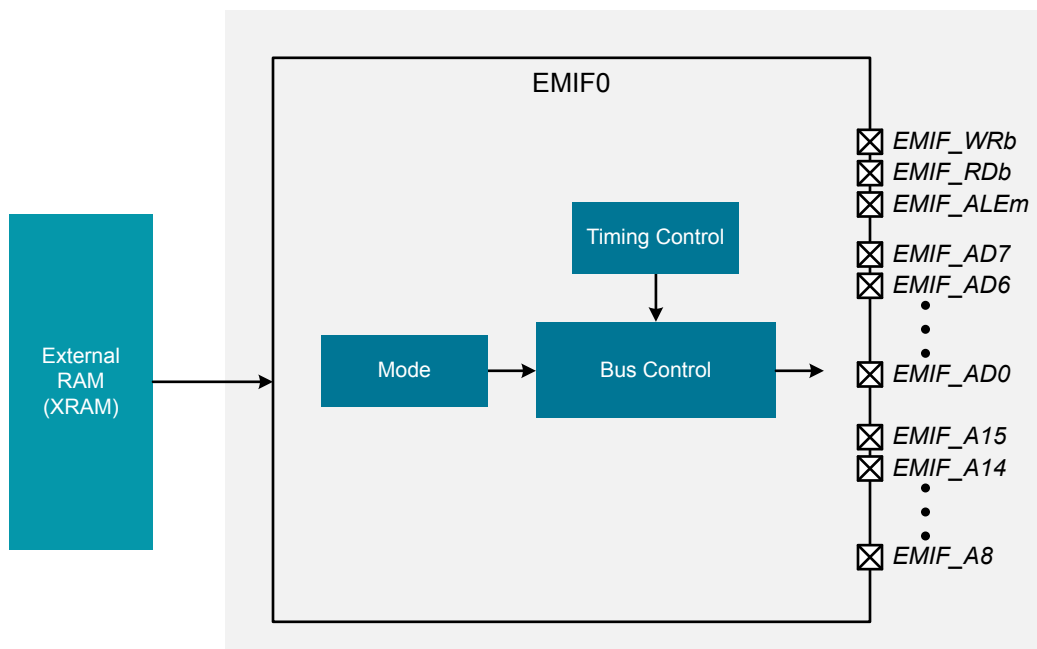 EMIF0
EMIF_WRb
EMIF_RDb
EMIF_ALEm
Timing Control
EMIF_AD7
EMIF_AD6
External
RAM
(XRAM)
Mode
Bus Control
EMIF_AD0
EMIF_A15
EMIF_A14
EMIF_A8